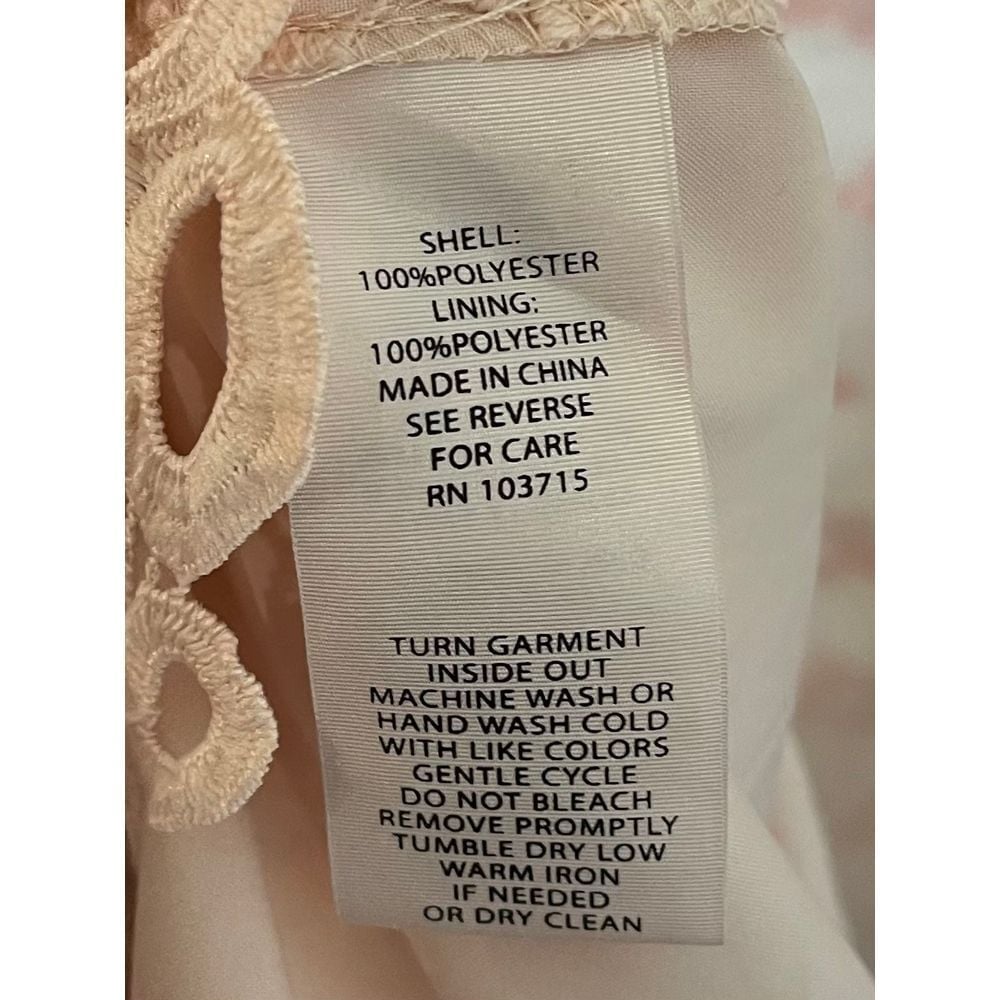 SHELL:
100%POLYESTER
LINING:
100%POLYESTER
MADE IN CHINA
SEE REVERSE
FOR CARE
RN 103715
TURN GARMENT
INSIDE OUT
MACHINE WASH OR
HAND WASH COLD
WITH LIKE COLORS
GENTLE CYCLE
DO NOT BLEACH
REMOVE PROMPTLY
TUMBLE DRY LOW
WARM IRON
IF NEEDED
OR DRY CLEAN